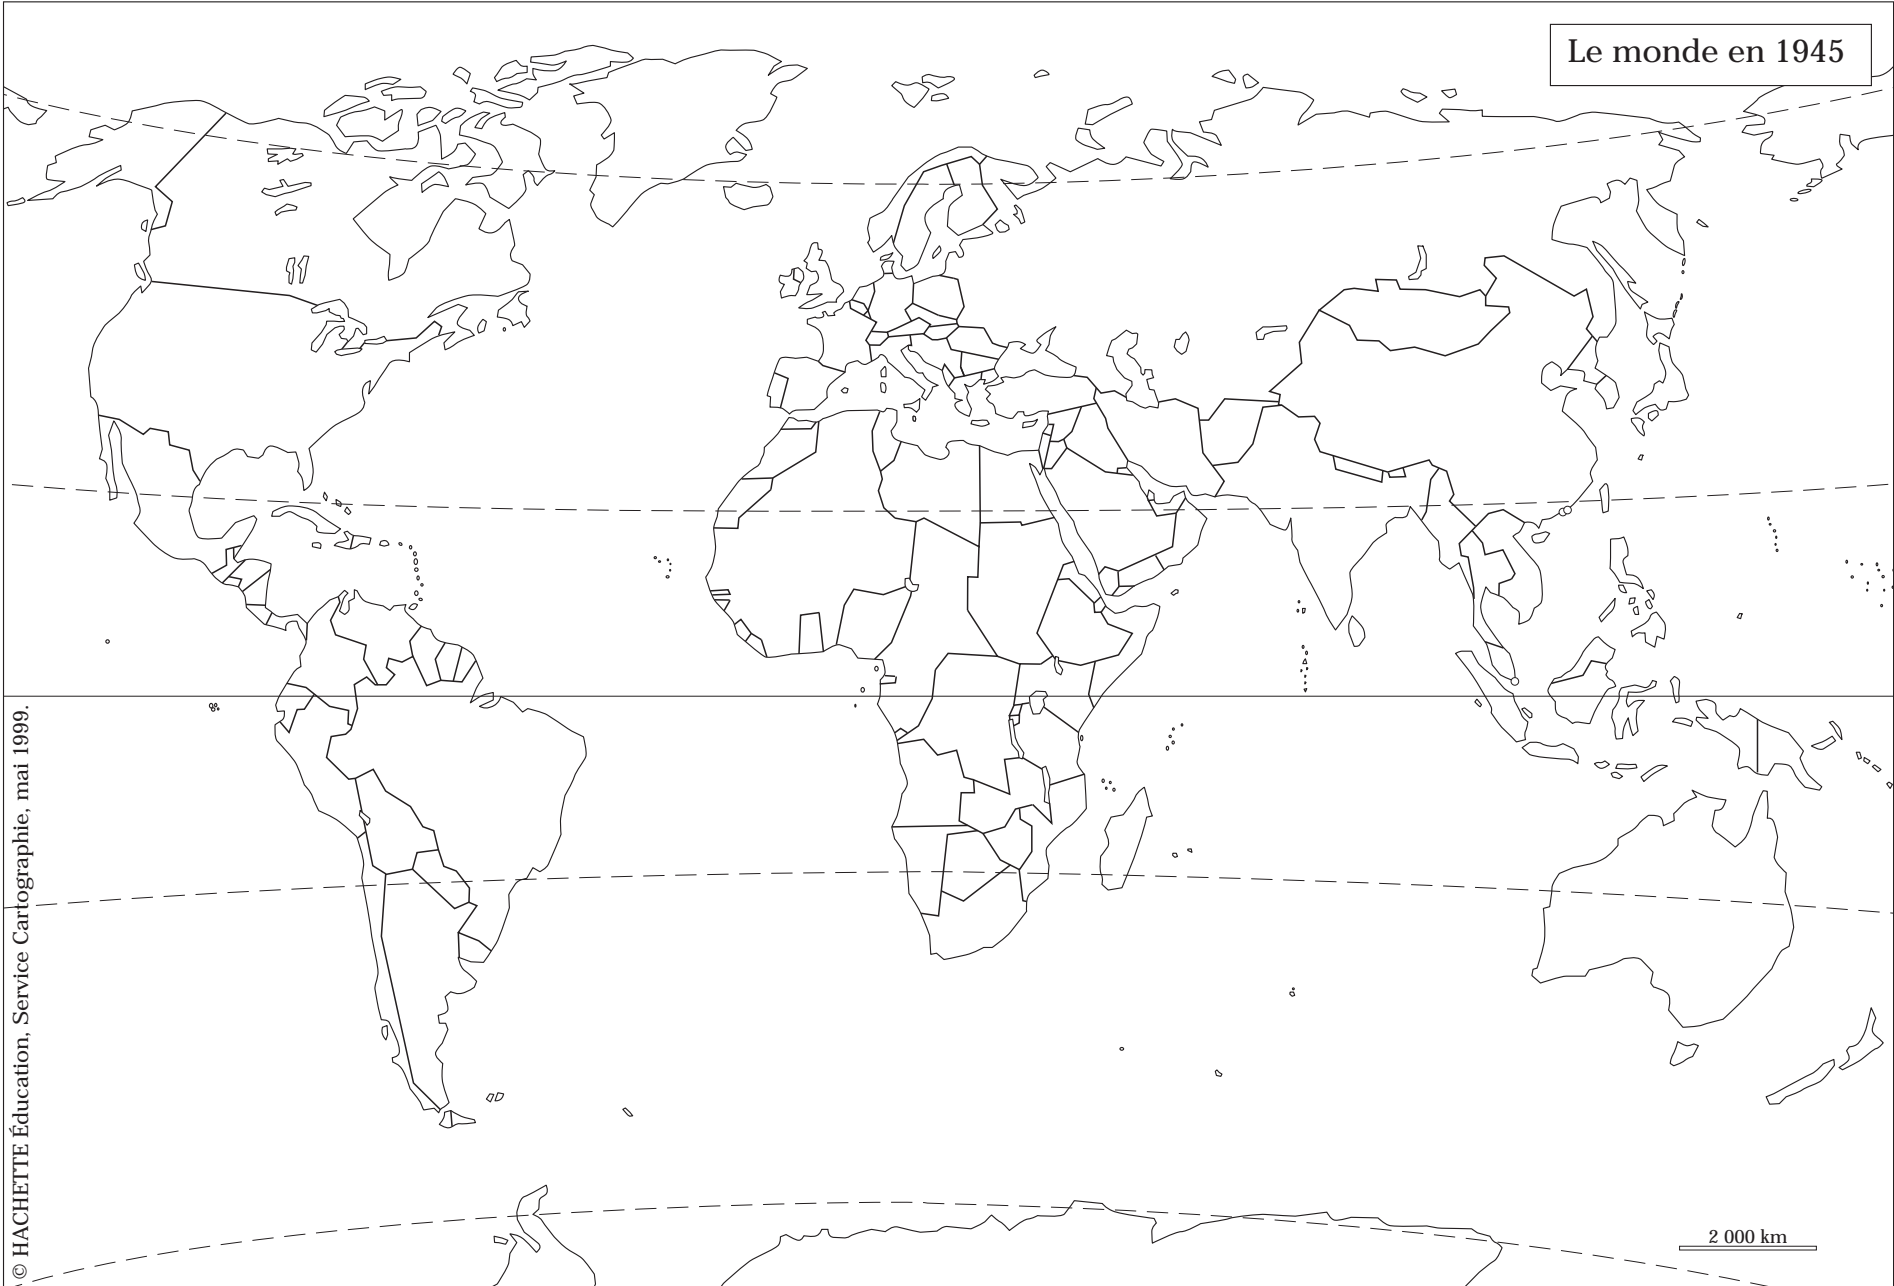 Le monde en 1945
© HACHETTE Éducation, Service Cartographie, mai 1999.
2 000 km